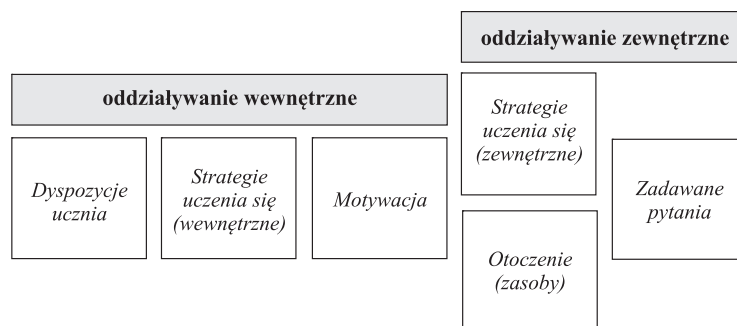 oddziaływanie zewnętrzne
oddziaływanie wewnętrzne
Dyspozycje
ucznia
Strategie
uczenia się
(wewnętrzne)
Motywacja
Strategie
uczenia się
(zewnętrzne)
Otoczenie
(zasoby)
Zadawane
pytania